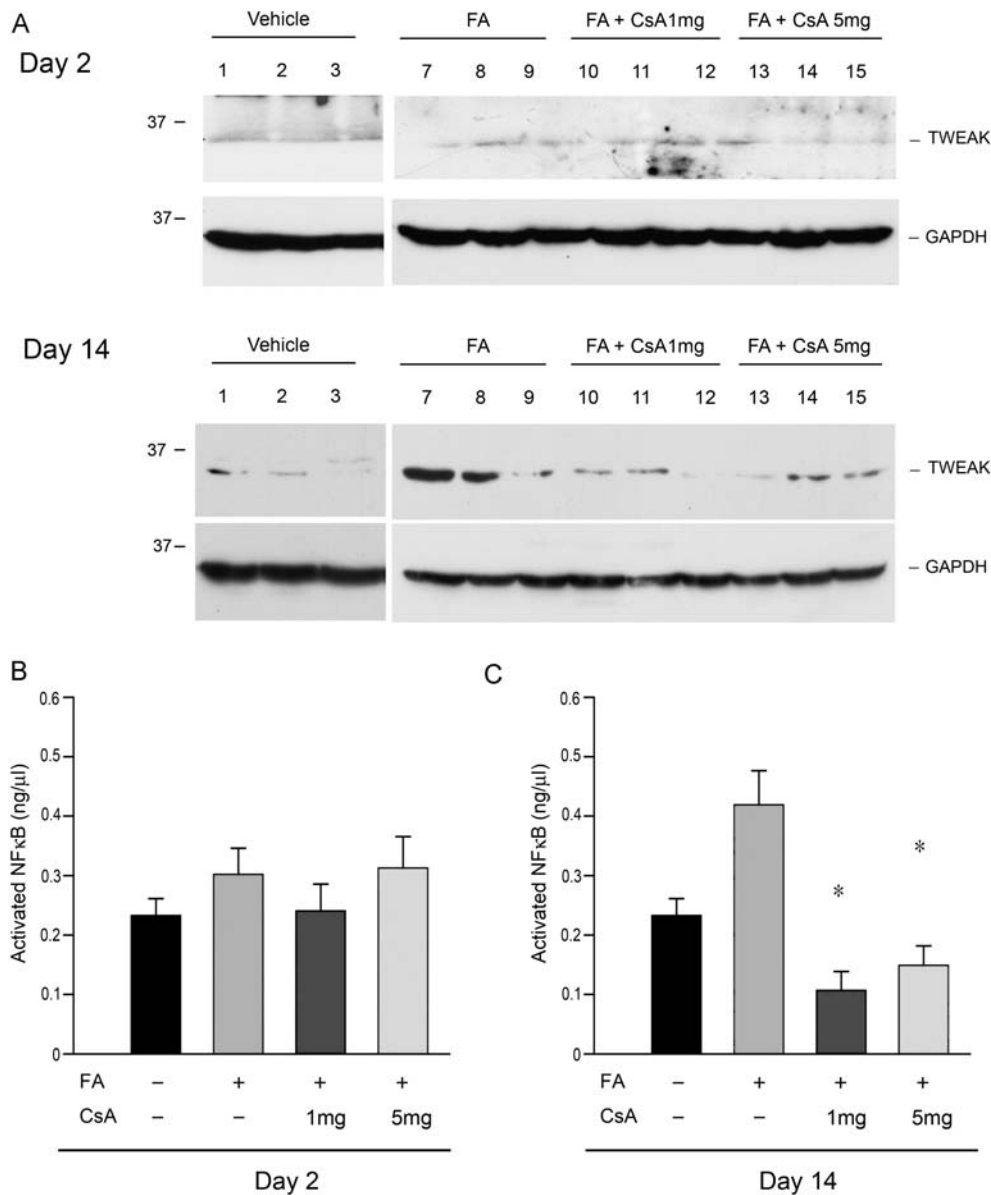 A
Vehicle FA FA + CsA1mg FA + CsA 5mg
Day 2
1 2 3 7 8 9 10 11 12 13 14 15
37 –
– TWEAK
37 –
– GAPDH
Day 14
Vehicle FA FA + CsA1mg FA + CsA 5mg
1 2 3 7 8 9 10 11 12 13 14 15
37 –
– TWEAK
37 –
– GAPDH
B
0.6
0.5
0.4
0.3
0.2
0.1
0
Activated NFκB (ng/μl)
FA – + + +
CsA – – 1mg 5mg
Day 2
C
0.6
0.5
0.4
0.3
0.2
0.1
0
Activated NFκB (ng/μl)
*
*
FA – + + +
CsA – – 1mg 5mg
Day 14